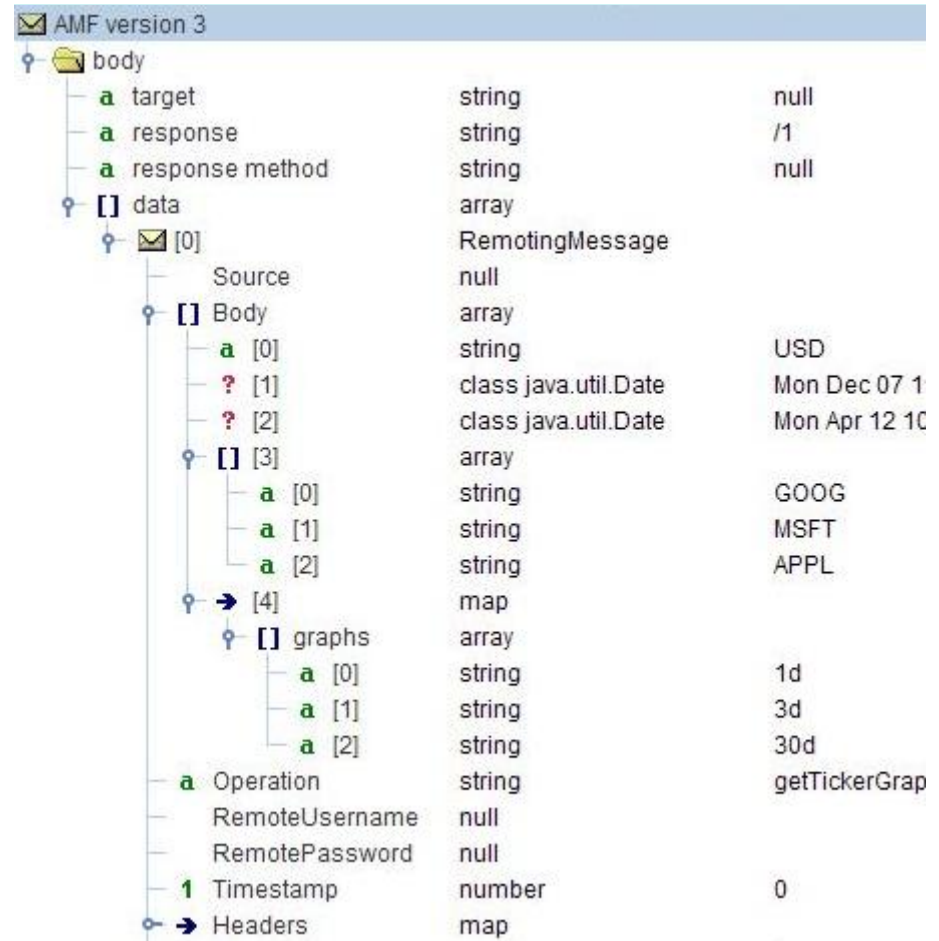 AMF version 3
body
a target string null
a response string /1
a response method string null
[] data array
[0] RemotingMessage
Source null
[] Body array
a [0] string USD
? [1] class java.util.Date Mon Dec 07 1
? [2] class java.util.Date Mon Apr 12 10
[] [3] array
a [0] string GOOG
a [1] string MSFT
a [2] string APPL
[4] map
[] graphs array
a [0] string 1d
a [1] string 3d
a [2] string 30d
a Operation string getTickerGrap
RemoteUsername null
RemotePassword null
1 Timestamp number 0
Headers map